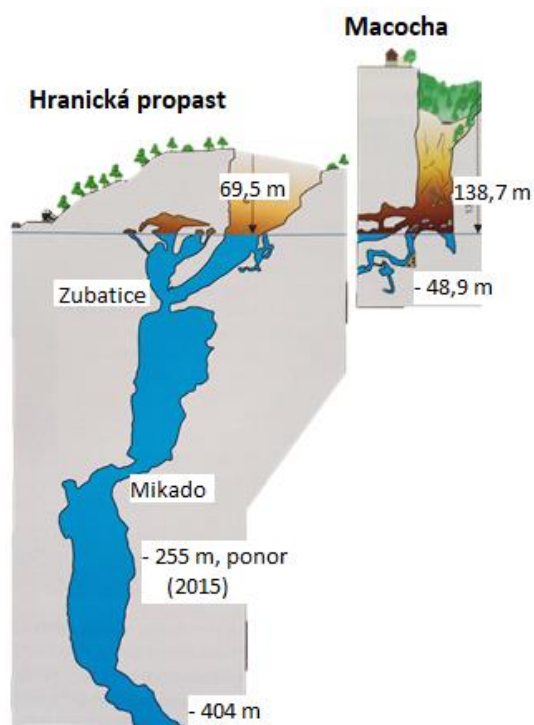 Macocha
Hranická propast
69,5 m
138,7 m
Zubatice
- 48,9 m
Mikado
- 255 m, ponor
(2015)
- 404 m